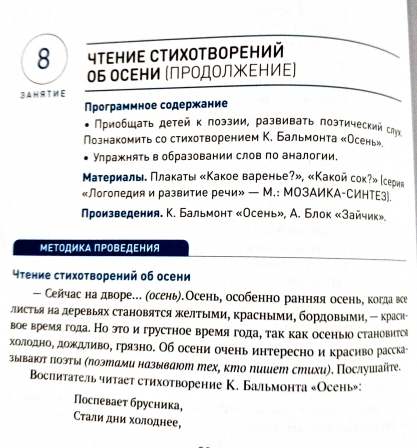 8
ЗАНЯТИЕ
ЧТЕНИЕ СТИХОТВОРЕНИЙ
ОБ ОСЕНИ (ПРОДОЛЖЕНИЕ)
Программное содержание
• Приобщать детей к поэзии, развивать поэтический слух.
Познакомить со стихотворением К. Бальмонта «Осень».
• Упражнять в образовании слов по аналогии.
Материалы. Плакаты «Какое варенье?», «Какой сок?» (серия
«Логопедия и развитие речи» — М.: МОЗАИКА-СИНТЕЗ).
Произведения. К. Бальмонт «Осень», А. Блок «Зайчик».
МЕТОДИКА ПРОВЕДЕНИЯ
Чтение стихотворений об осени
— Сейчас на дворе... (осень). Осень, особенно ранняя осень, когда все
листья на деревьях становятся желтыми, красными, бордовыми, — краси-
вое время года. Но это и грустное время года, так как осенью становится
холодно, дождливо, грязно. Об осени очень интересно и красиво расска-
зывают поэты (поэтами называют тех, кто пишет стихи). Послушайте.
Воспитатель читает стихотворение К. Бальмонта «Осень»:
Поспевает брусника,
Стали дни холоднее,